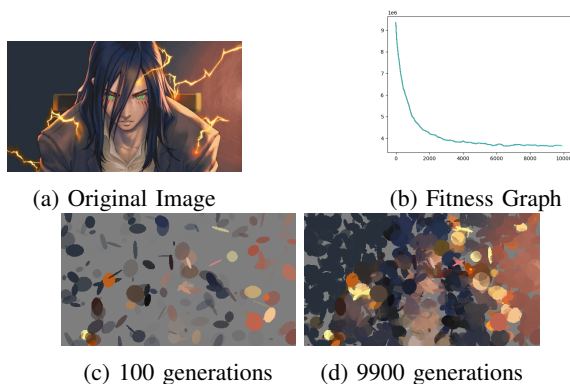 (a) Original Image
1e6
9
8
7
6
5
4
0 2000 4000 6000 8000 10000
(b) Fitness Graph
(c) 100 generations
(d) 9900 generations